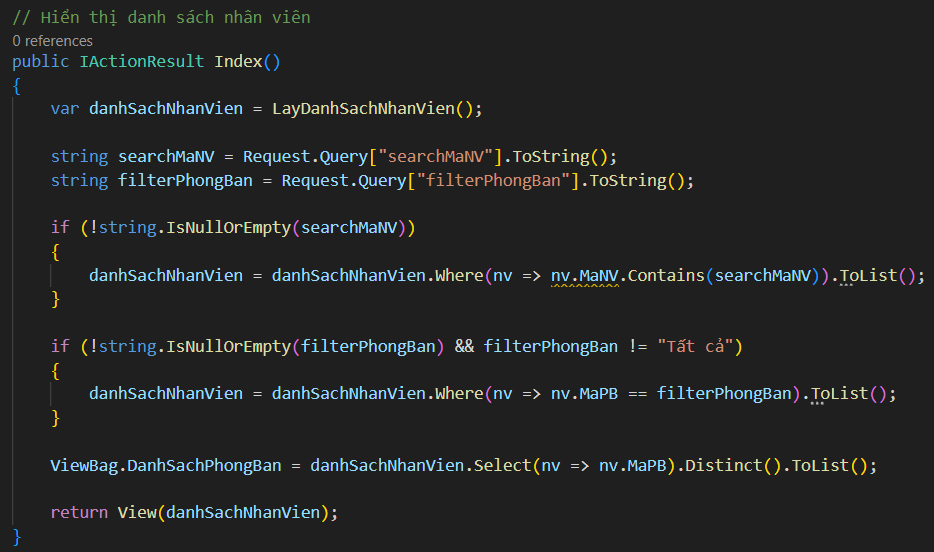 // Hiển thị danh sách nhân viên
0 references
public IActionResult Index()
{
    var danhSachNhanVien = LayDanhSachNhanVien();

    string searchMaNV = Request.Query["searchMaNV"].ToString();
    string filterPhongBan = Request.Query["filterPhongBan"].ToString();

    if (!string.IsNullOrEmpty(searchMaNV))
    {
        danhSachNhanVien = danhSachNhanVien.Where(nv => nv.MaNV.Contains(searchMaNV)).ToList();
    }

    if (!string.IsNullOrEmpty(filterPhongBan) && filterPhongBan != "Tất cả")
    {
        danhSachNhanVien = danhSachNhanVien.Where(nv => nv.MaPB == filterPhongBan).ToList();
    }

    ViewBag.DanhSachPhongBan = danhSachNhanVien.Select(nv => nv.MaPB).Distinct().ToList();

    return View(danhSachNhanVien);
}